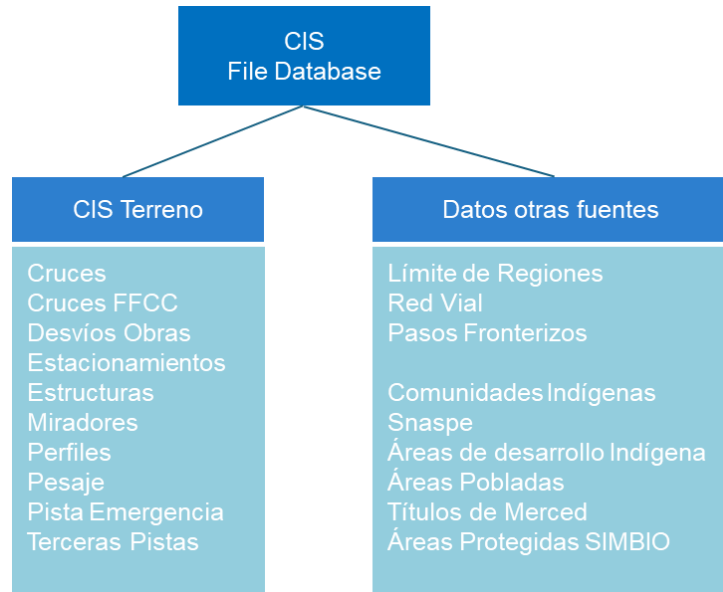 CIS
File Database
CIS Terreno
Cruces
Cruces FFCC
Desvíos Obras
Estacionamientos
Estructuras
Miradores
Perfiles
Pesaje
Pista Emergencia
Terceras Pistas
Datos otras fuentes
Límite de Regiones
Red Vial
Pasos Fronterizos
Comunidades Indígenas
Snaspe
Áreas de desarrollo Indígena
Áreas Pobladas
Títulos de Merced
Áreas Protegidas SIMBIO